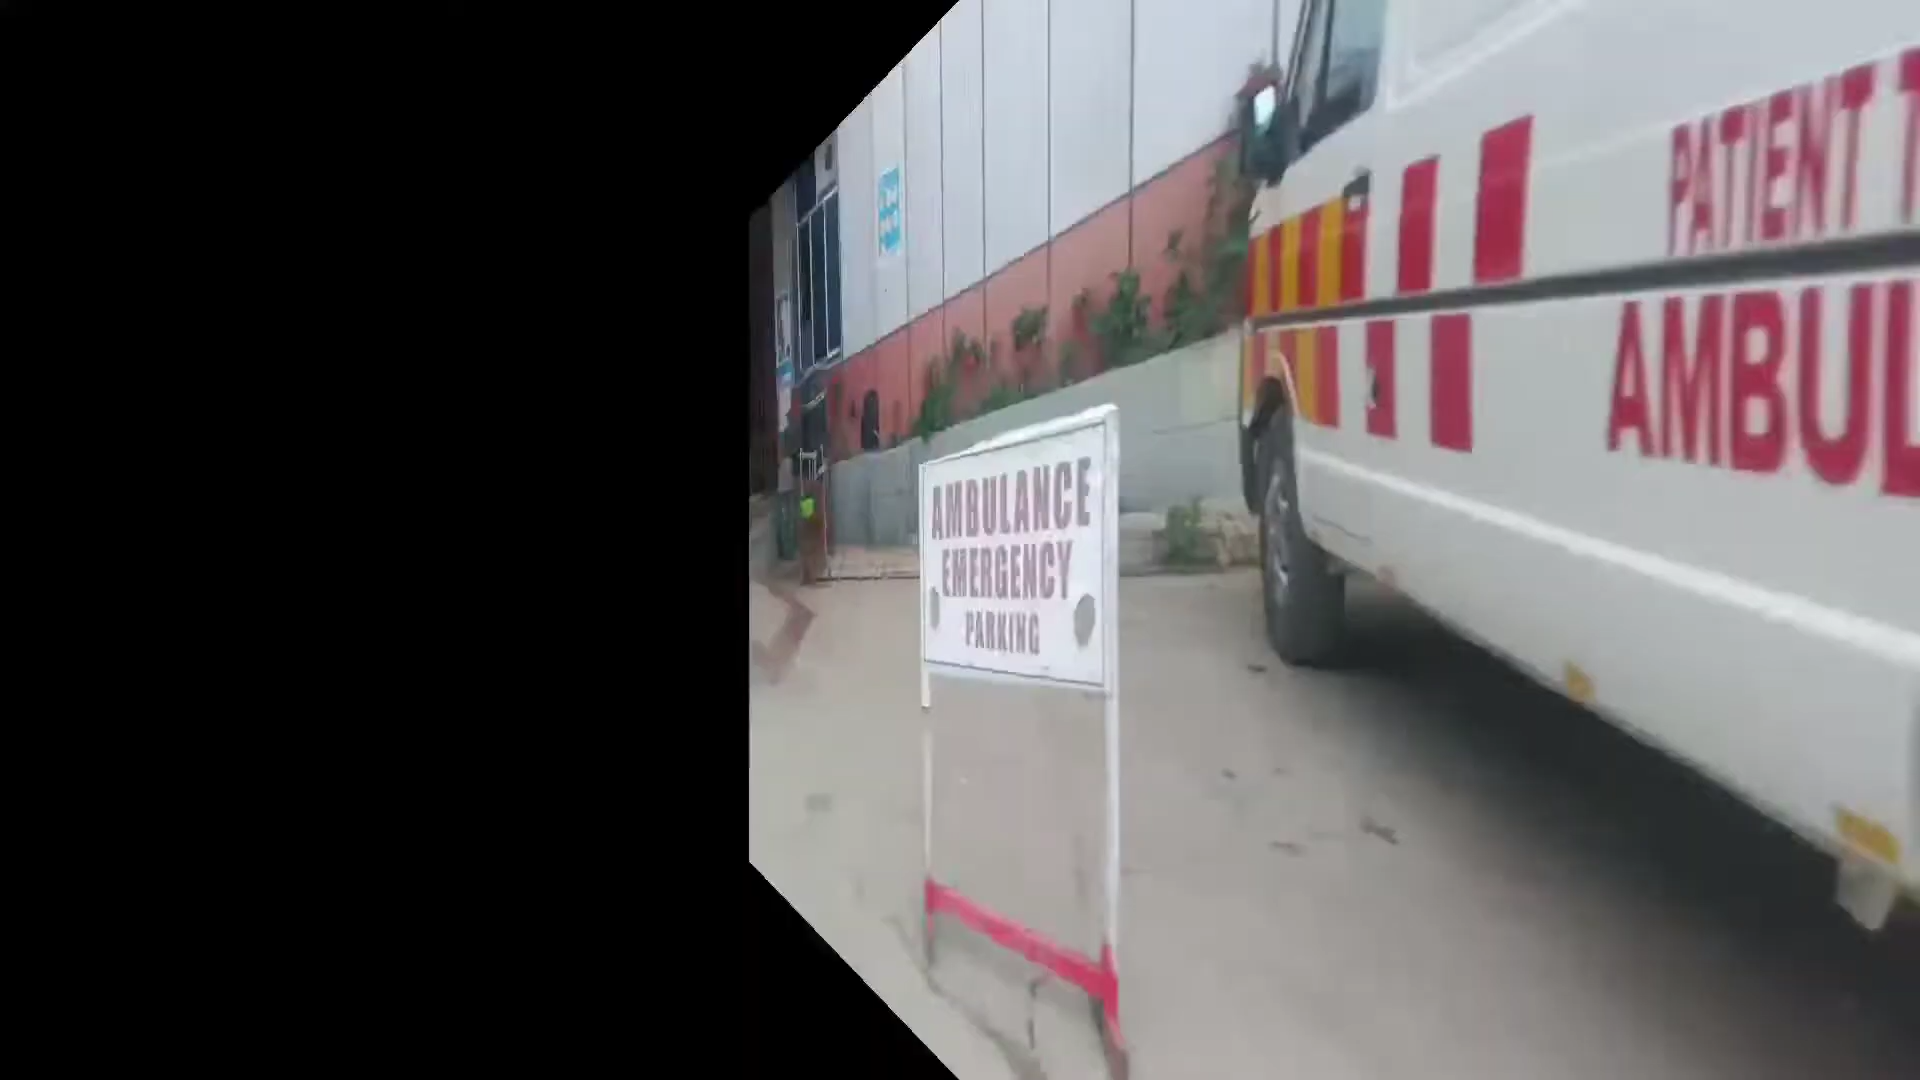 AMBULANCE
EMERGENCY
PARKING
PATIENT T
AMBUL